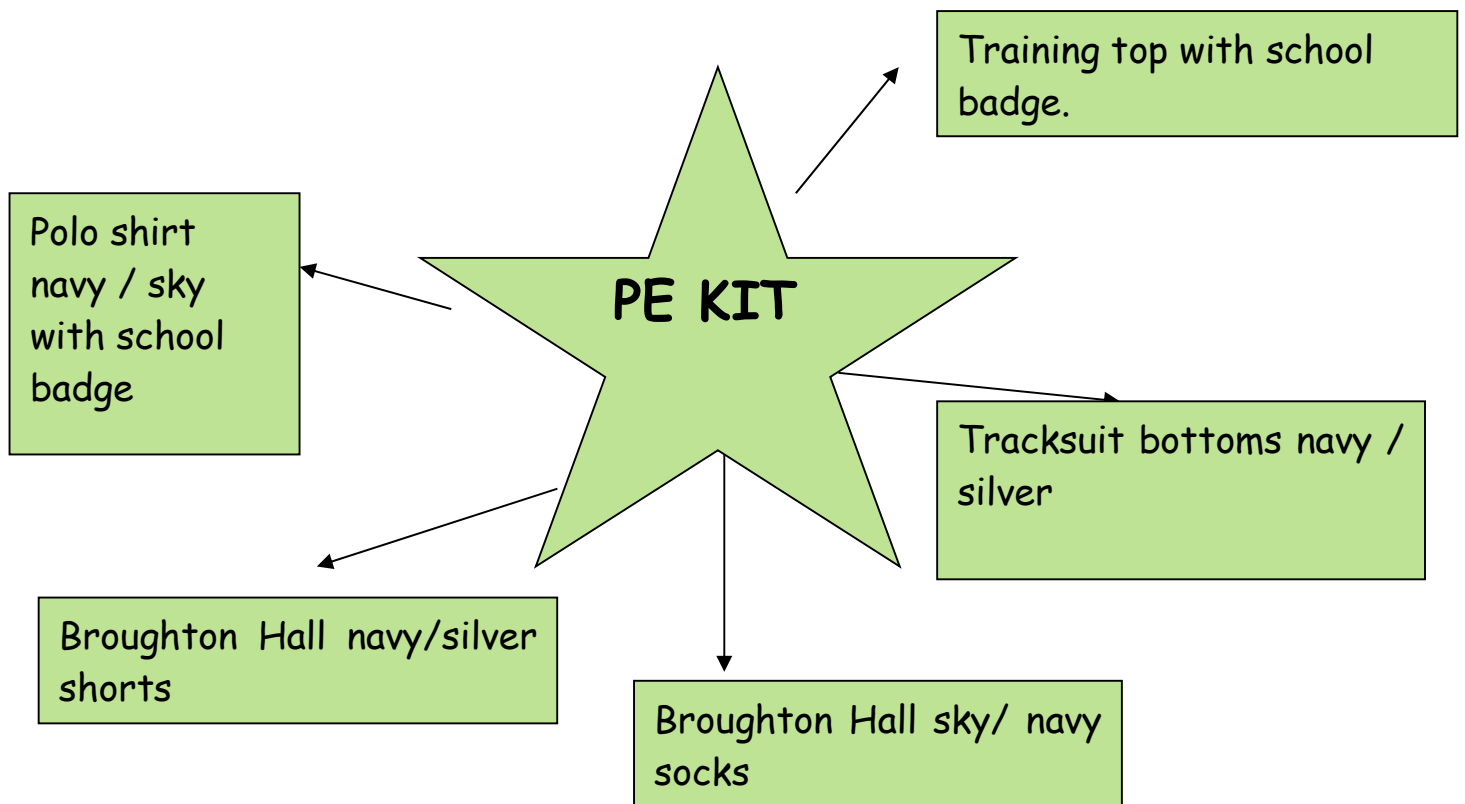 Training top with school
badge.
Polo shirt
navy / sky
with school
badge
PE KIT
Tracksuit bottoms navy /
silver
Broughton Hall navy/silver
shorts
Broughton Hall sky/ navy
socks